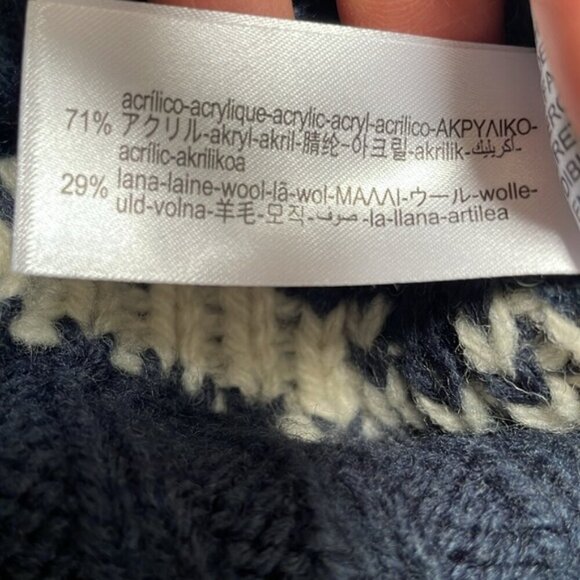 acrílico-acrylique-acrylic-acryl-acrilico-ΑΚΡΥΛΙΚΟ-
71% アクリル-akryl-akril-腈纶-아크릴-akrilik-أكريليك-
acrílic-akrilikoa
29% lana-laine-wool-lã-wol-ΜΑΛΛΙ-ウール-wolle-
uld-volna-羊毛-모직-صوف-la-llana-artilea